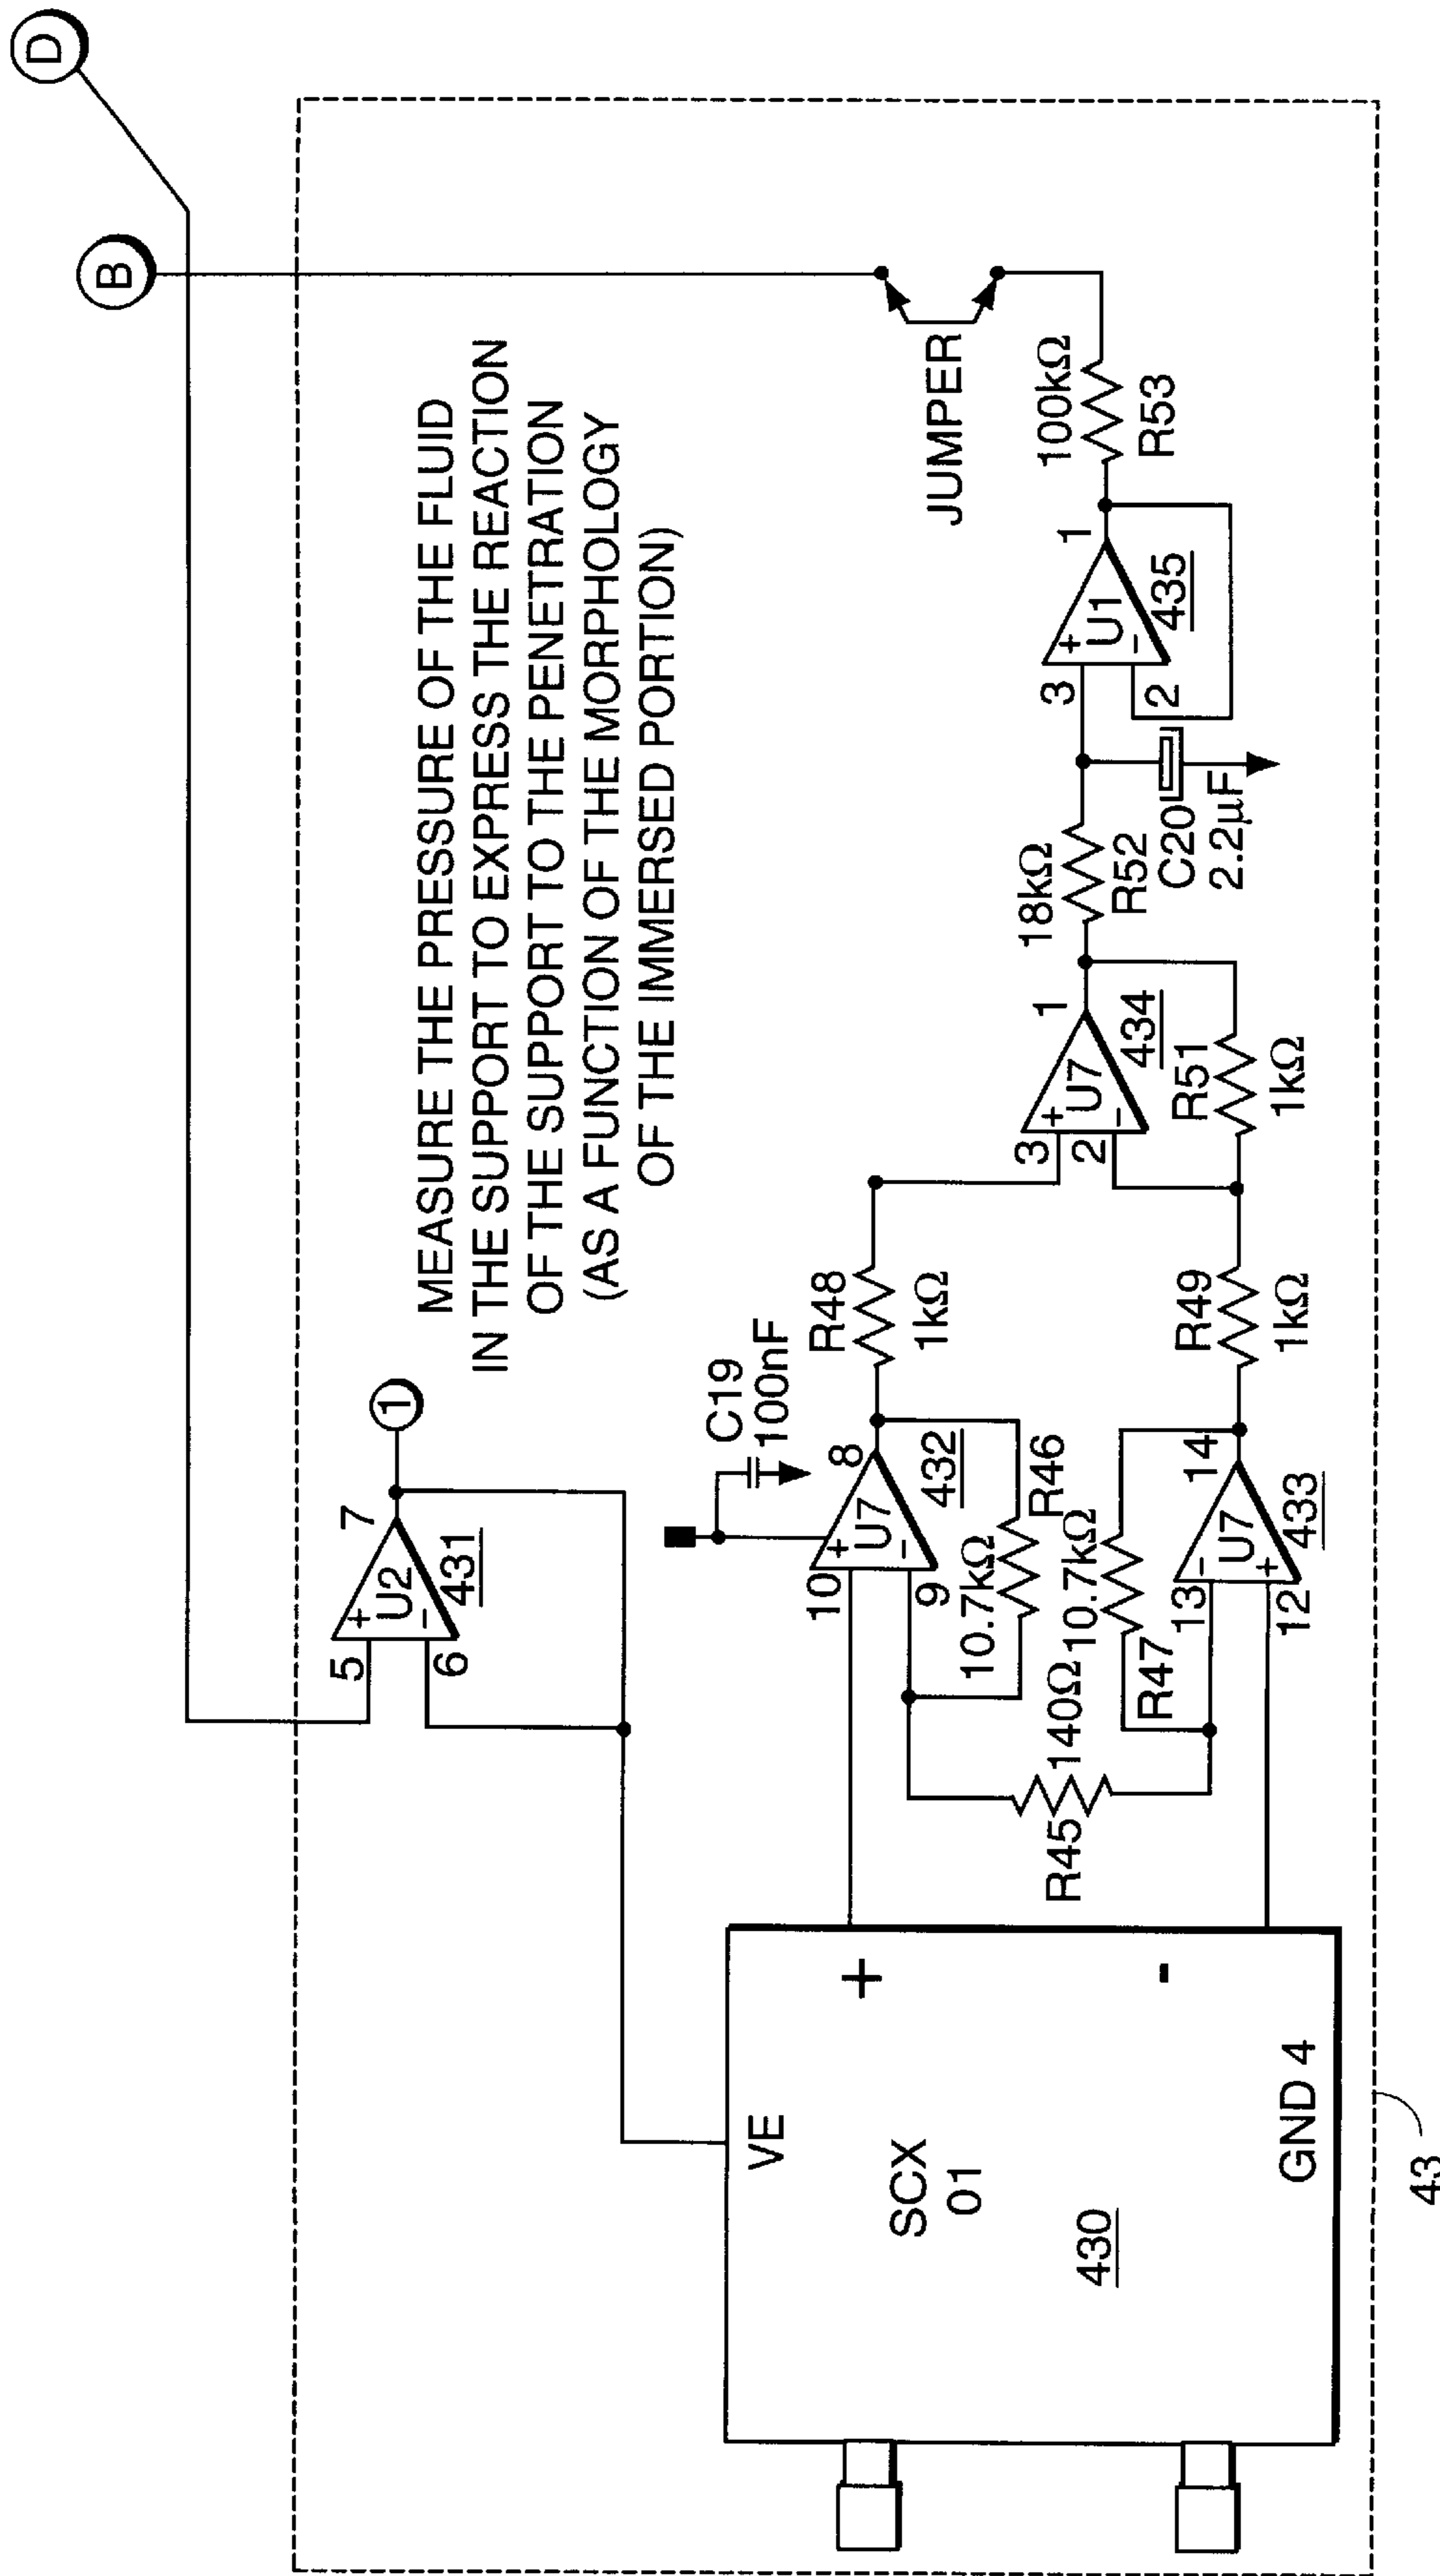 D
B
MEASURE THE PRESSURE OF THE FLUID
IN THE SUPPORT TO EXPRESS THE REACTION
OF THE SUPPORT TO THE PENETRATION
(AS A FUNCTION OF THE MORPHOLOGY
OF THE IMMERSED PORTION)
1
5
6
7
+
-
U2
431
VE
SCX
01
430
GND 4
+
-
10
9
8
+
-
U7
432
C19
100nF
R46
10.7kΩ
R45
140Ω
R47
10.7kΩ
13
12
14
-
+
U7
433
R48
1kΩ
R49
1kΩ
3
2
1
+
-
U7
434
R51
1kΩ
18kΩ
R52
C20
2.2µF
3
2
1
+
-
U1
435
100kΩ
R53
JUMPER
43